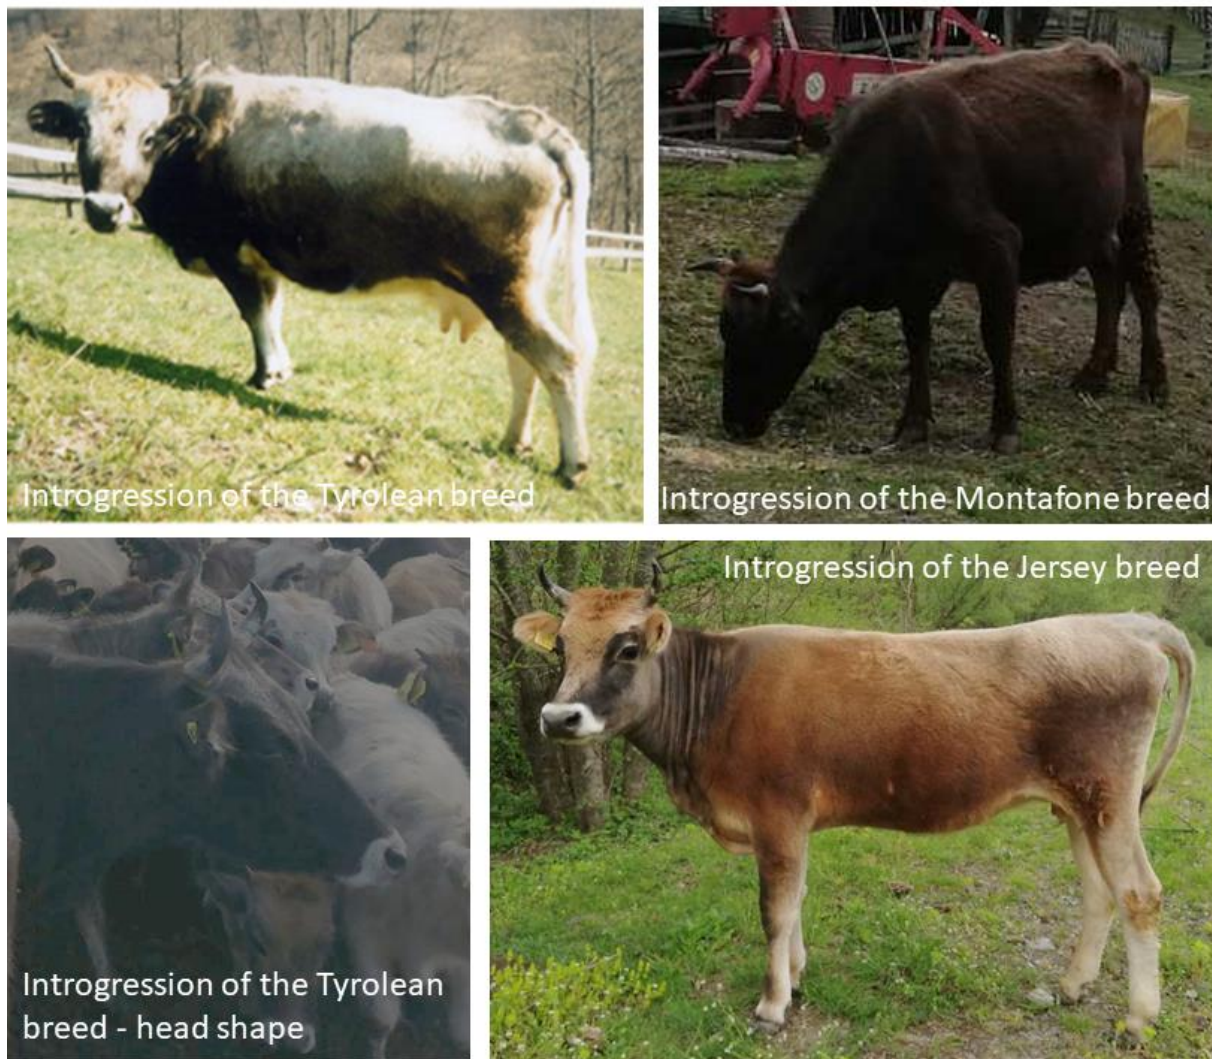 Introgression of the Tyrolean breed
Introgression of the Montafone breed
Introgression of the Jersey breed
Introgression of the Tyrolean
breed - head shape